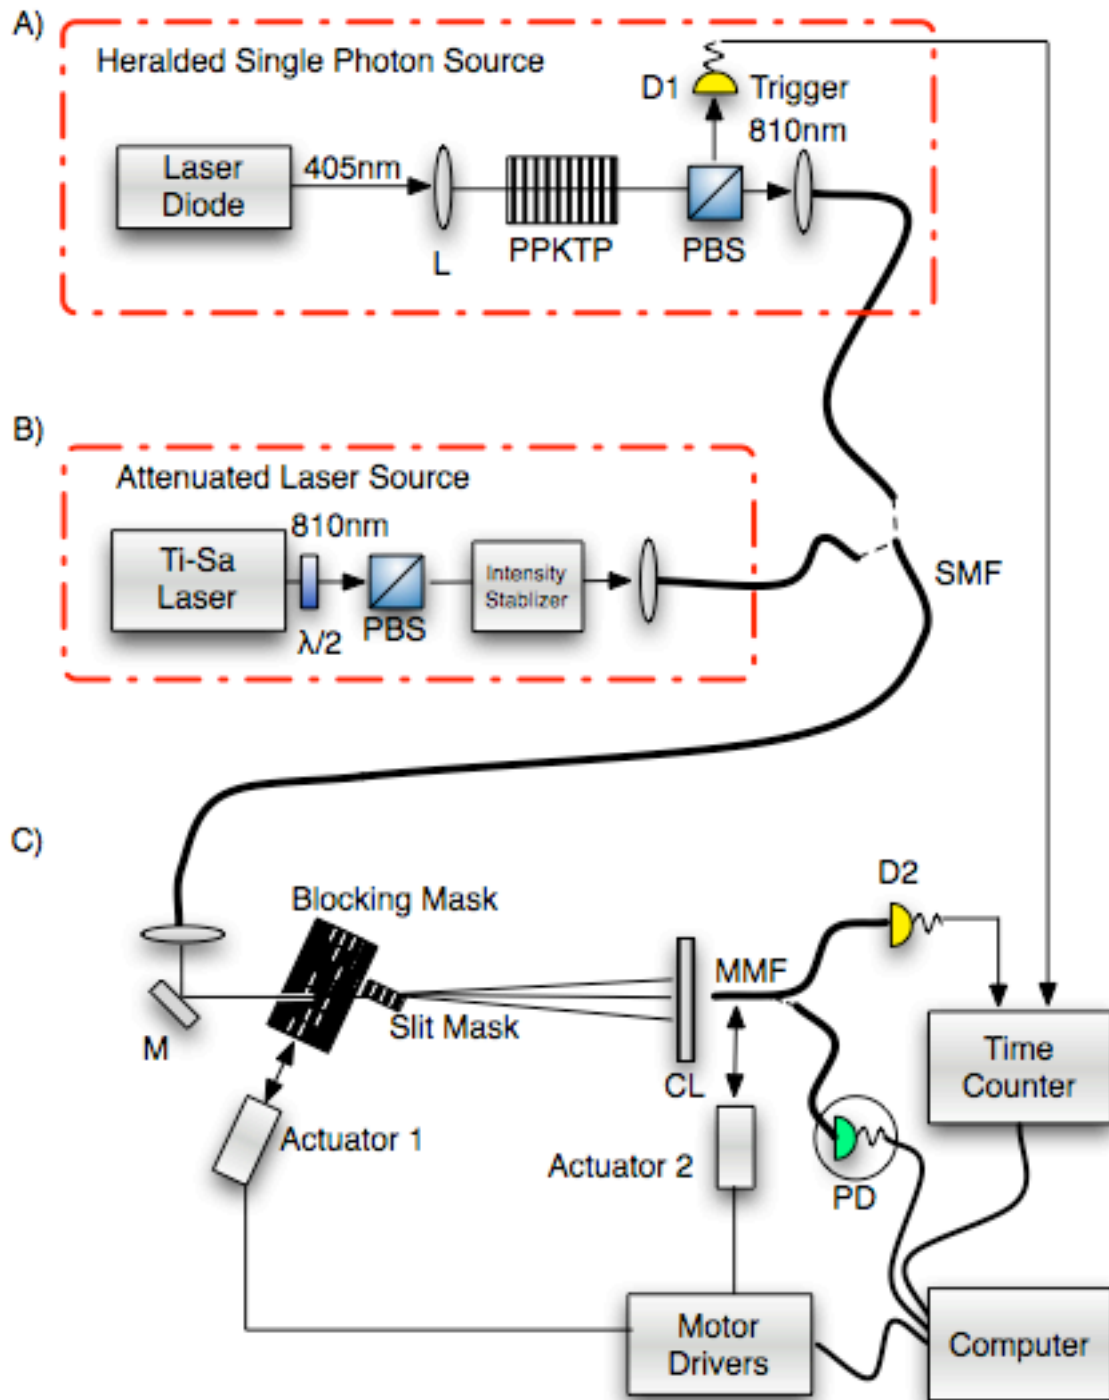 A)
Heralded Single Photon Source
D1
Trigger
810nm
Laser
Diode
405nm
L
PPKTP
PBS
B)
Attenuated Laser Source
810nm
Ti-Sa
Laser
λ/2
PBS
Intensity
Stablizer
SMF
C)
Blocking Mask
D2
MMF
M
Slit Mask
CL
Time
Counter
Actuator 1
Actuator 2
PD
Motor
Drivers
Computer